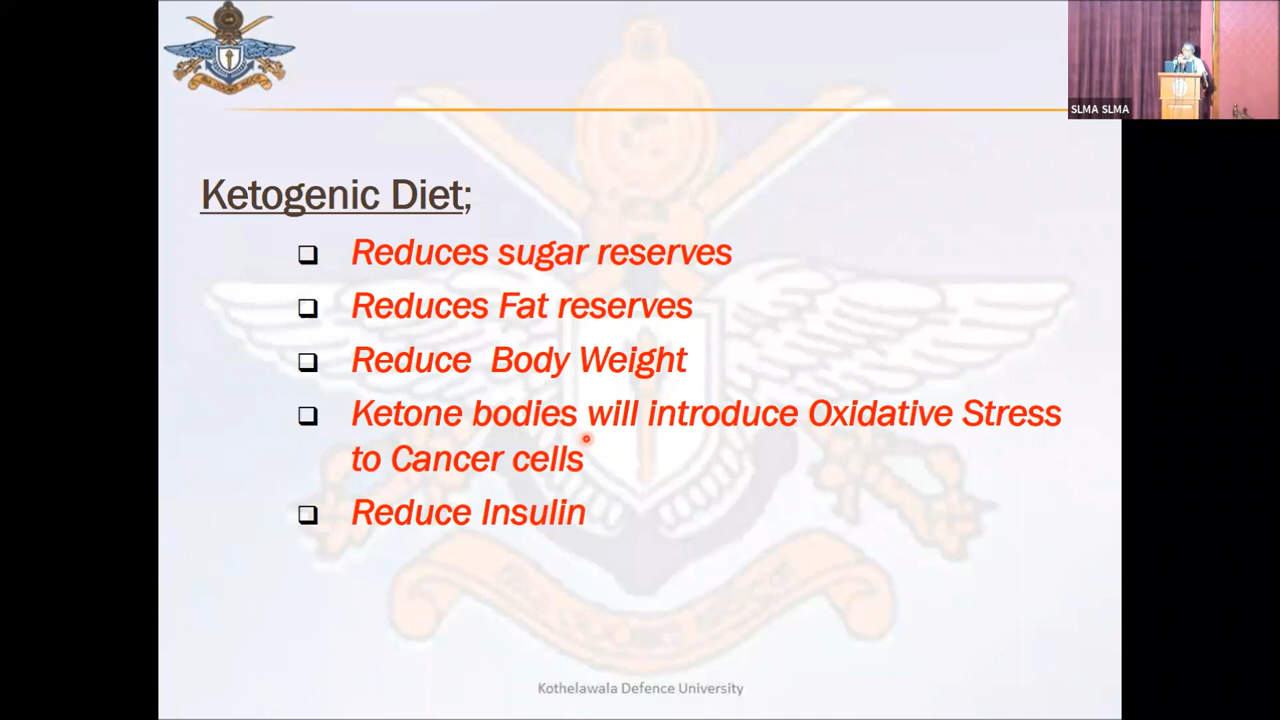 SLMA SLMA
Ketogenic Diet;
Reduces sugar reserves
Reduces Fat reserves
Reduce Body Weight
Ketone bodies will introduce Oxidative Stress
to Cancer cells
Reduce Insulin
Kothelawala Defence University